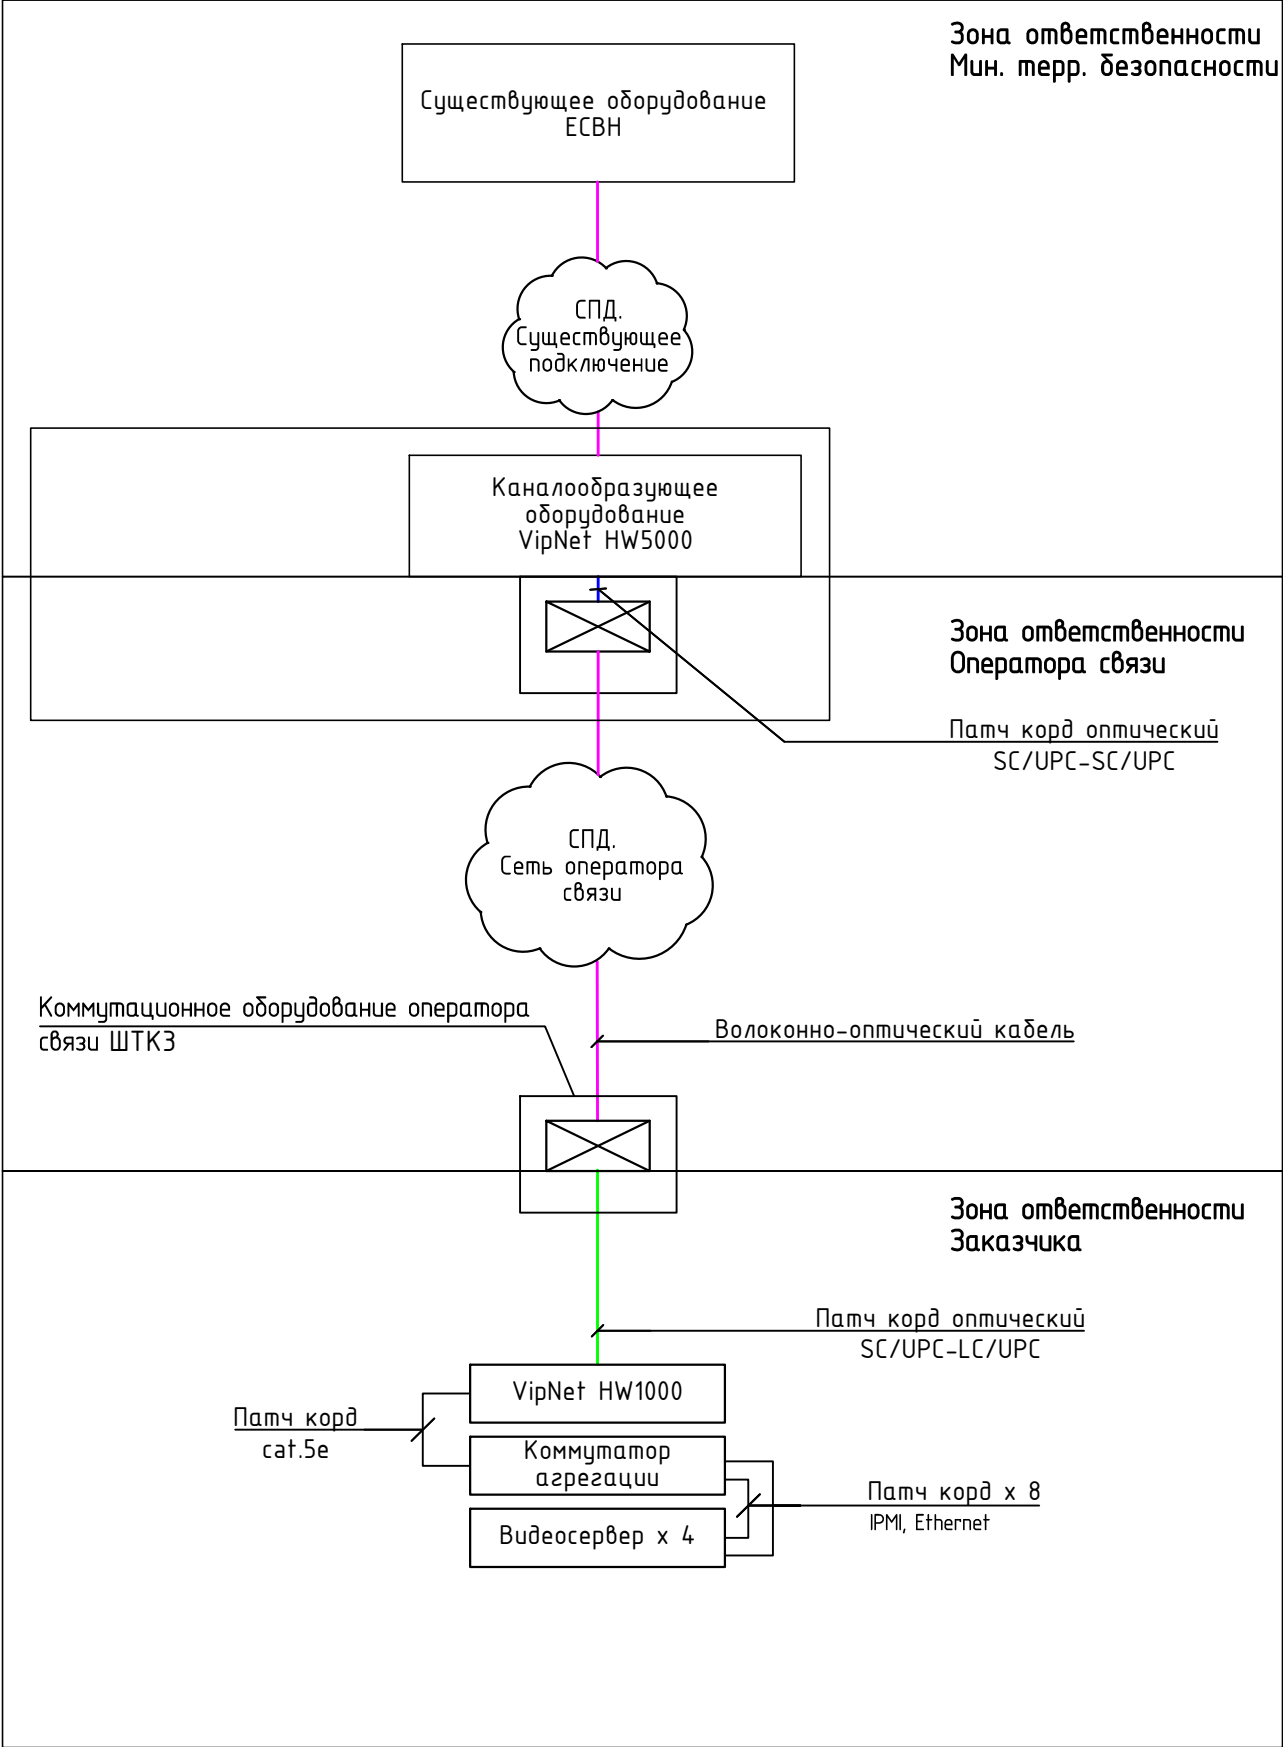 Зона ответственности
Мин. терр. безопасности
Существующее оборудование
ЕСВН
СПД.
Существующее
подключение
Каналообразующее
оборудование
VipNet HW5000
Зона ответственности
Оператора связи
Патч корд оптический
SC/UPC-SC/UPC
СПД.
Сеть оператора
связи
Коммутационное оборудование оператора
связи ШТК3
Волоконно-оптический кабель
Зона ответственности
Заказчика
Патч корд оптический
SC/UPC-LC/UPC
VipNet HW1000
Патч корд
cat.5e
Коммутатор
агрегации
Патч корд х 8
IPMI, Ethernet
Видеосервер х 4